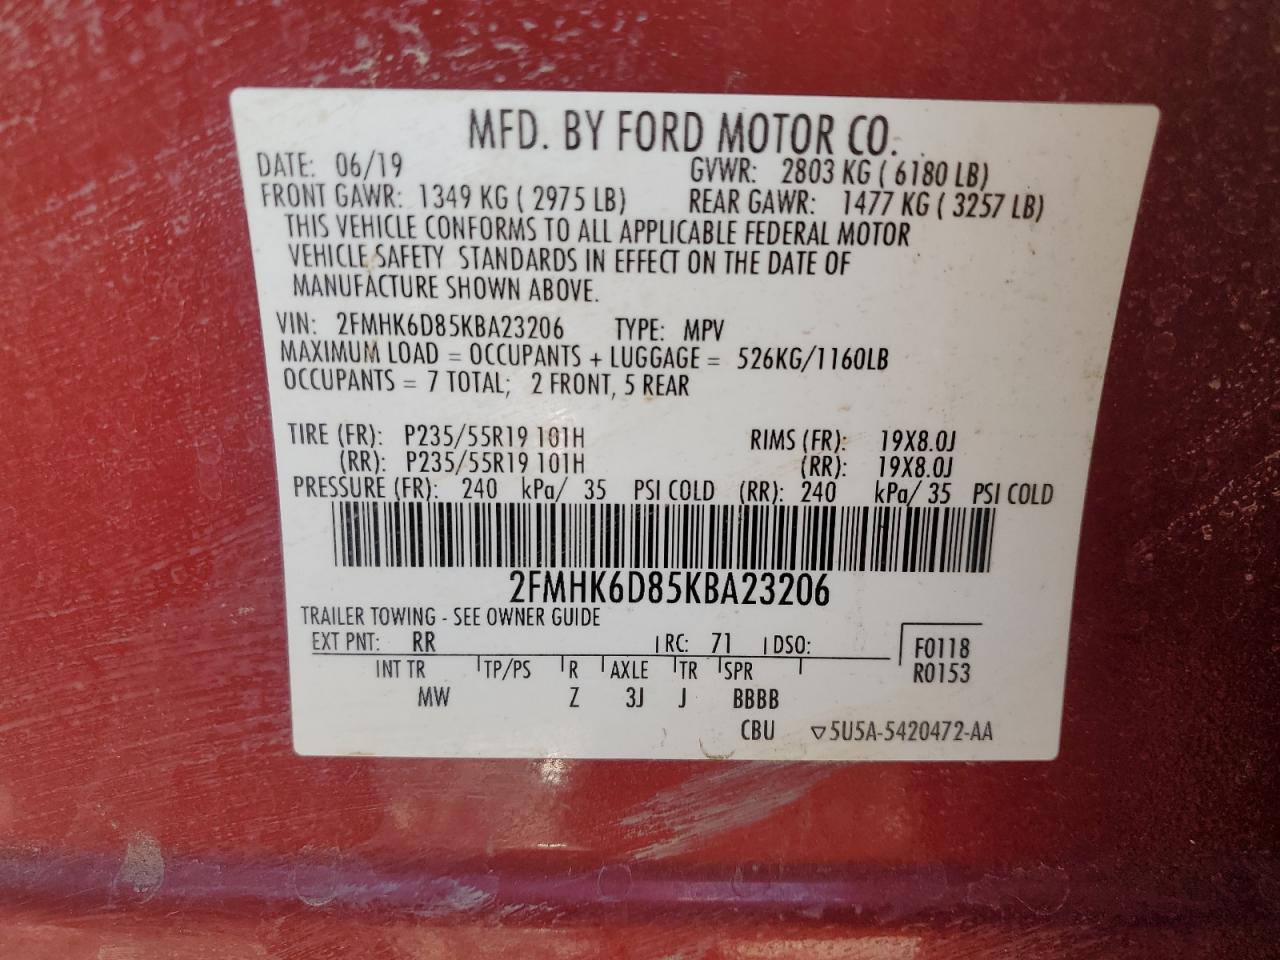 MFD. BY FORD MOTOR CO.
DATE: 06/19 GVWR: 2803 KG ( 6180 LB)
FRONT GAWR: 1349 KG ( 2975 LB) REAR GAWR: 1477 KG ( 3257 LB)
THIS VEHICLE CONFORMS TO ALL APPLICABLE FEDERAL MOTOR
VEHICLE SAFETY STANDARDS IN EFFECT ON THE DATE OF
MANUFACTURE SHOWN ABOVE.
VIN: 2FMHK6D85KBA23206 TYPE: MPV
MAXIMUM LOAD = OCCUPANTS + LUGGAGE = 526KG/1160LB
OCCUPANTS = 7 TOTAL; 2 FRONT, 5 REAR
TIRE (FR): P235/55R19 101H RIMS (FR): 19X8.0J
(RR): P235/55R19 101H (RR): 19X8.0J
PRESSURE (FR): 240 kPa/ 35 PSI COLD (RR): 240 kPa/ 35 PSI COLD
2FMHK6D85KBA23206
TRAILER TOWING - SEE OWNER GUIDE
EXT PNT: RR RC: 71 DSO: F0118
INT TR TP/PS R AXLE TR SPR R0153
MW Z 3J J BBBB
CBU ▽5U5A-5420472-AA